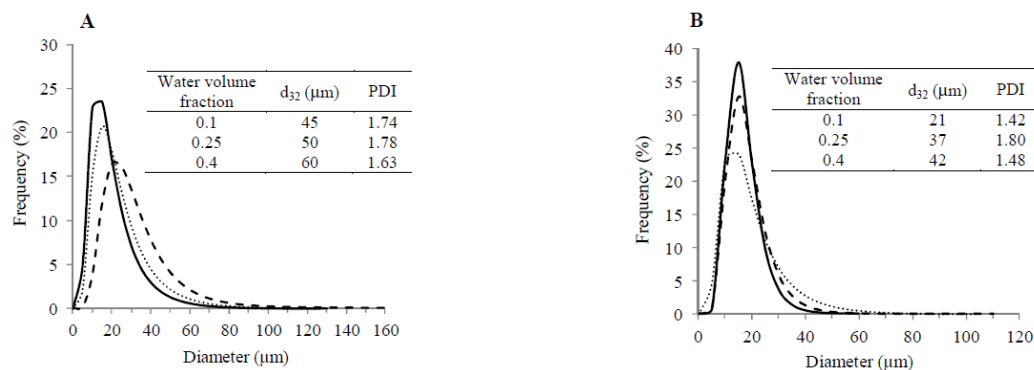 A
Frequency (%)
30
25
20
15
10
5
0
0 20 40 60 80 100 120 140 160
Diameter (µm)
Water volume fraction d32 (µm) PDI
0.1 45 1.74
0.25 50 1.78
0.4 60 1.63
B
Frequency (%)
40
35
30
25
20
15
10
5
0
0 20 40 60 80 100 120
Diameter (µm)
Water volume fraction d32 (µm) PDI
0.1 21 1.42
0.25 37 1.80
0.4 42 1.48